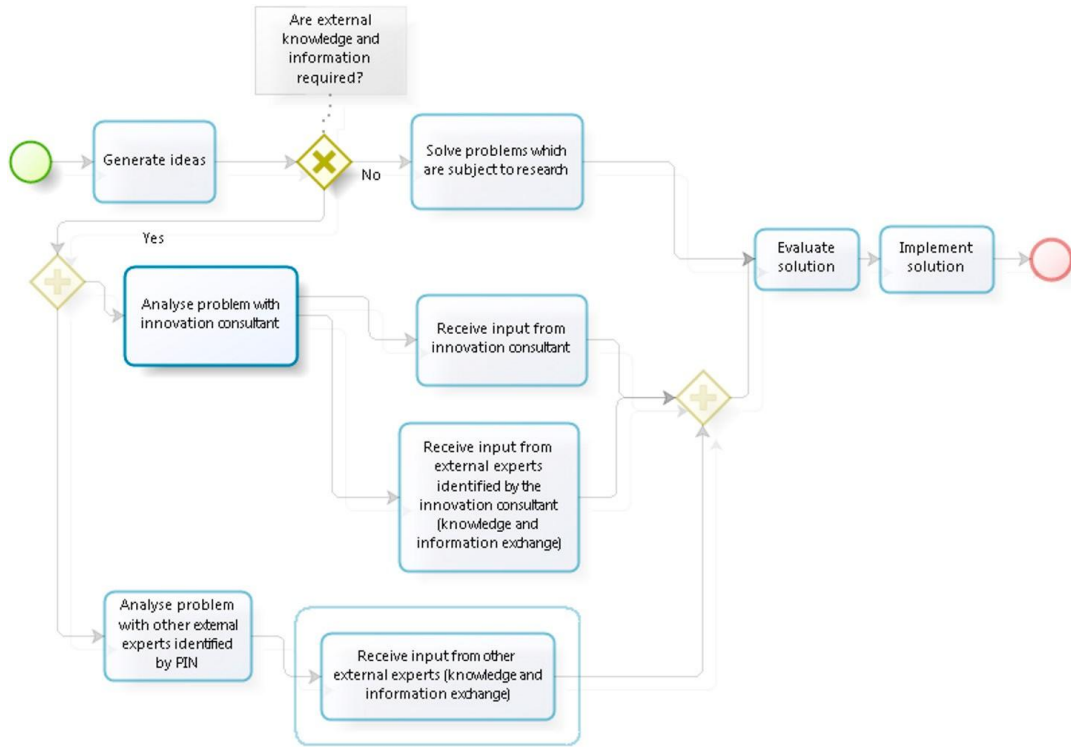 Are external
knowledge and
information
required?
Generate ideas
No
Solve problems which
are subject to research
Yes
Evaluate
solution
Implement
solution
Analyse problem with
innovation consultant
Receive input from
innovation consultant
Receive input from
external experts
identified by the
innovation consultant
(knowledge and
information exchange)
Analyse problem
with other external
experts identified
by PIN
Receive input from other
external experts (knowledge and
information exchange)